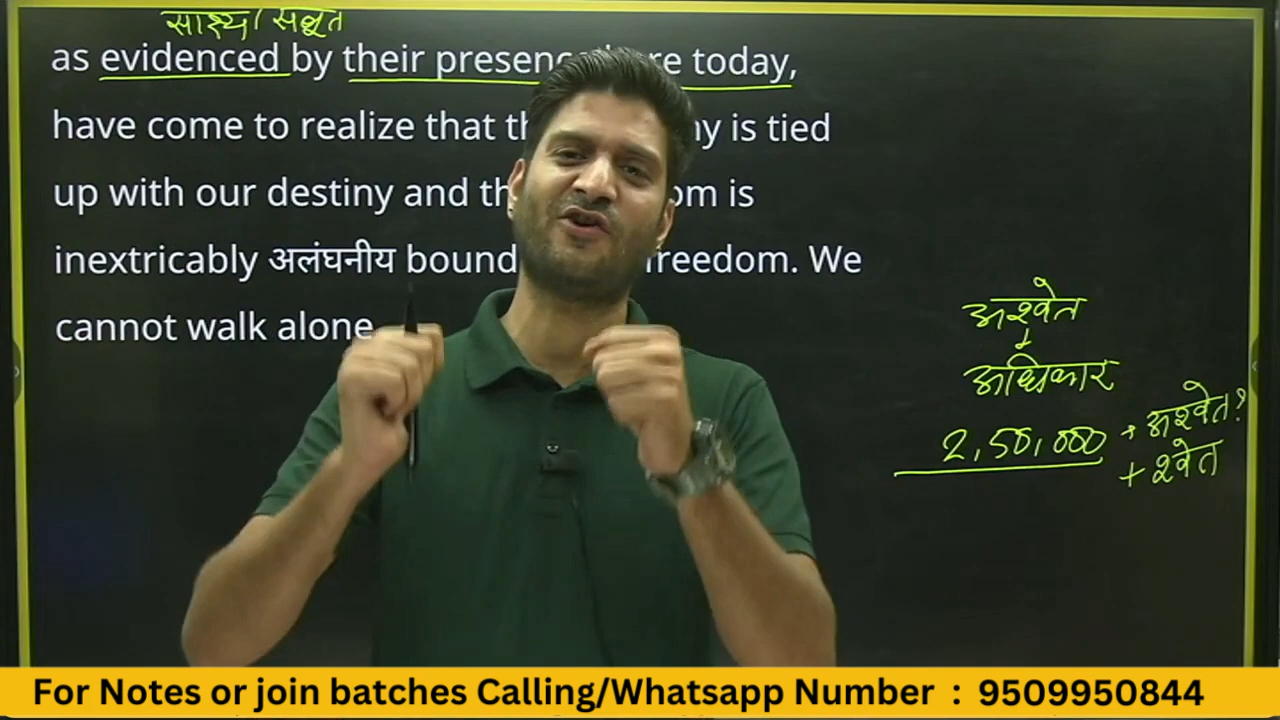 साक्ष्य/सबूत
as evidenced by their presenc re today,
have come to realize that th ny is tied
up with our destiny and th om is
inextricably अलंघनीय bound freedom. We
cannot walk alone
अश्वेत
अधिकार
2,50,000 → अश्वेत?
+ श्वेत
For Notes or join batches Calling/Whatsapp Number : 9509950844